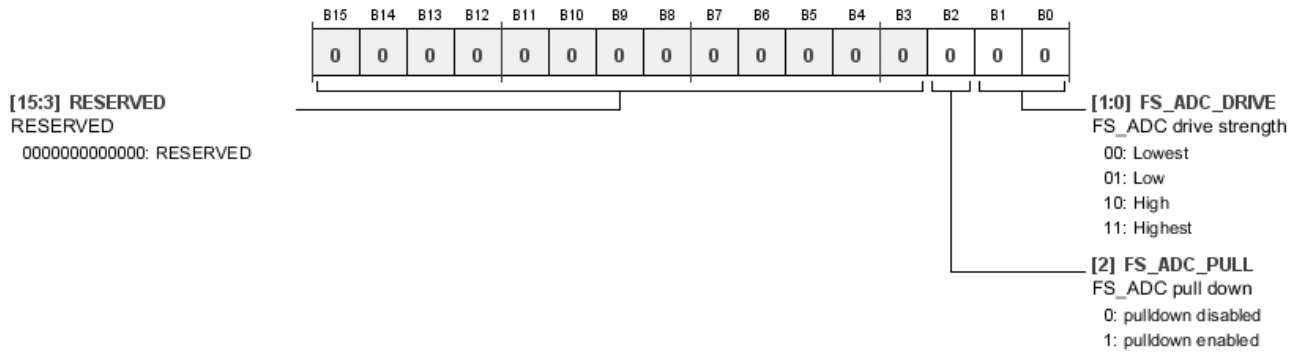 B15 B14 B13 B12 B11 B10 B9 B8 B7 B6 B5 B4 B3 B2 B1 B0
0 0 0 0 0 0 0 0 0 0 0 0 0 0 0 0
[15:3] RESERVED
RESERVED
0000000000000: RESERVED
[1:0] FS_ADC_DRIVE
FS_ADC drive strength
00: Lowest
01: Low
10: High
11: Highest
[2] FS_ADC_PULL
FS_ADC pull down
0: pulldown disabled
1: pulldown enabled